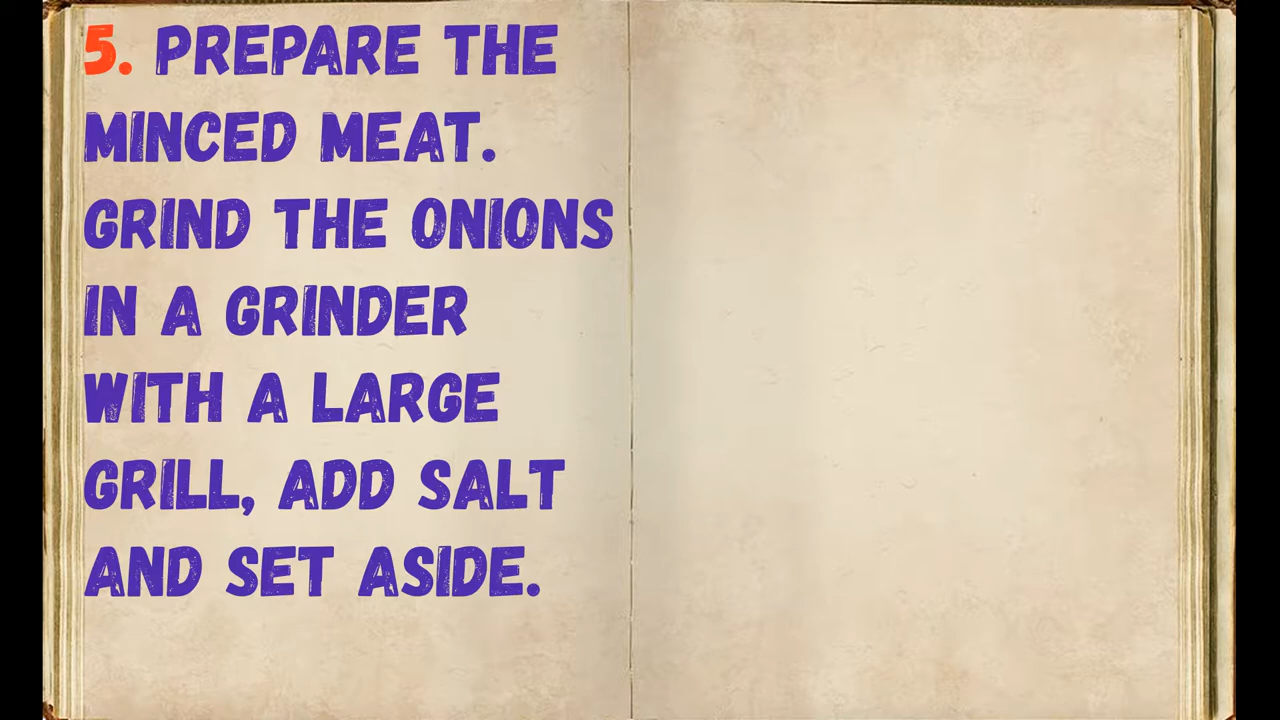 5. PREPARE THE
MINCED MEAT.
GRIND THE ONIONS
IN A GRINDER
WITH A LARGE
GRILL, ADD SALT
AND SET ASIDE.